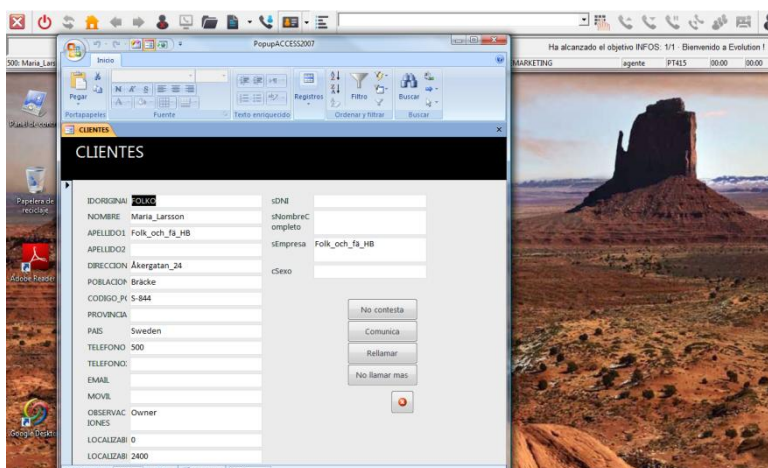 Ha alcanzado el objetivo INFOS: 1/1 - Bienvenido a Evolution !
500: Maria_Lars
MARKETING agente PT415 00:00 00:00
PopupACCESS2007
Inicio
Pegar
N K S
Registros
Filtro
Buscar
Portapapeles Fuente Texto enriquecido Ordenar y filtrar Buscar
CLIENTES
CLIENTES
IDORIGINAL FOLKO
NOMBRE Maria_Larsson
APELLIDO1 Folk_och_fä_HB
APELLIDO2
DIRECCION Åkergatan_24
POBLACION Bräcke
CODIGO_PC S-844
PROVINCIA
PAIS Sweden
TELEFONO 500
TELEFONO
EMAIL
MOVIL
OBSERVAC
IONES Owner
LOCALIZABI 0
LOCALIZABI 2400
sDNI
sNombreC
ompleto
sEmpresa Folk_och_fä_HB
cSexo
No contesta
Comunica
Rellamar
No llamar mas
Panel de contr
Papelera de
reciclaje
Adobe Reader
Google Deskto